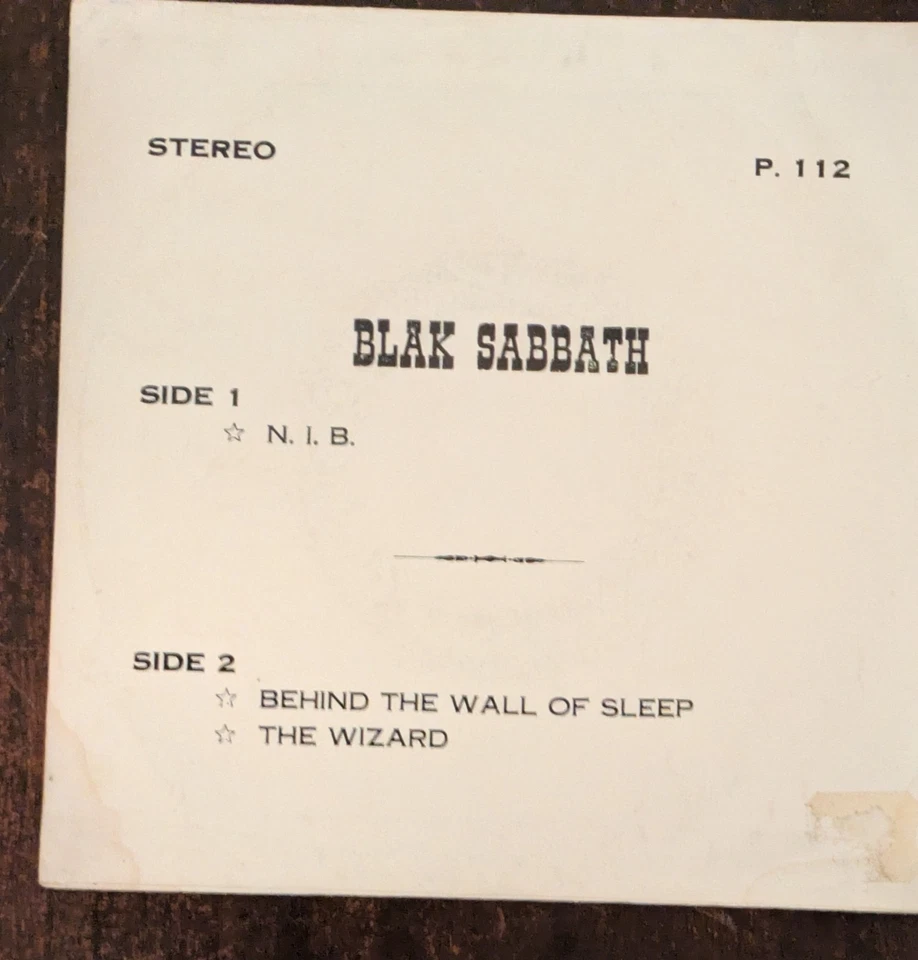 STEREO
P. 112
BLAK SABBATH
SIDE 1
☆ N. I. B.
SIDE 2
☆ BEHIND THE WALL OF SLEEP
☆ THE WIZARD